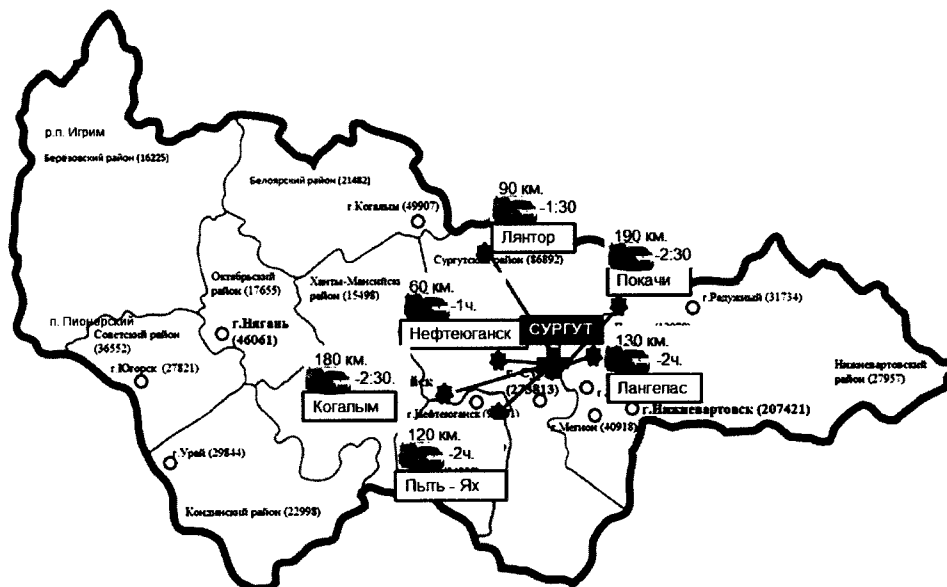 р.п. Игрим
Березовский район (16225)
Белоярский район (21482)
г.Когалым (49907)
90 км.
-1:30
Лянтор
Сургутский район (86892)
190 км.
-2:30
Покачи
г.Радужный (31734)
Октябрьский
район (17655)
Ханты-Мансийский
район (15498)
60 км.
-1ч.
Нефтеюганск
СУРГУТ
п. Пионерский
Советский район
(36552)
г.Нягань
(46061)
г.Югорск (27821)
180 км.
-2:30.
Когалым
130 км.
-2ч.
Лангепас
Нижневартовский
район (27957)
г.Нефтеюганск
г.Мегион (40918)
г.Нижневартовск (207421)
120 км.
-2ч.
Пыть - Ях
г.Урай (29844)
Кондинский район (22998)